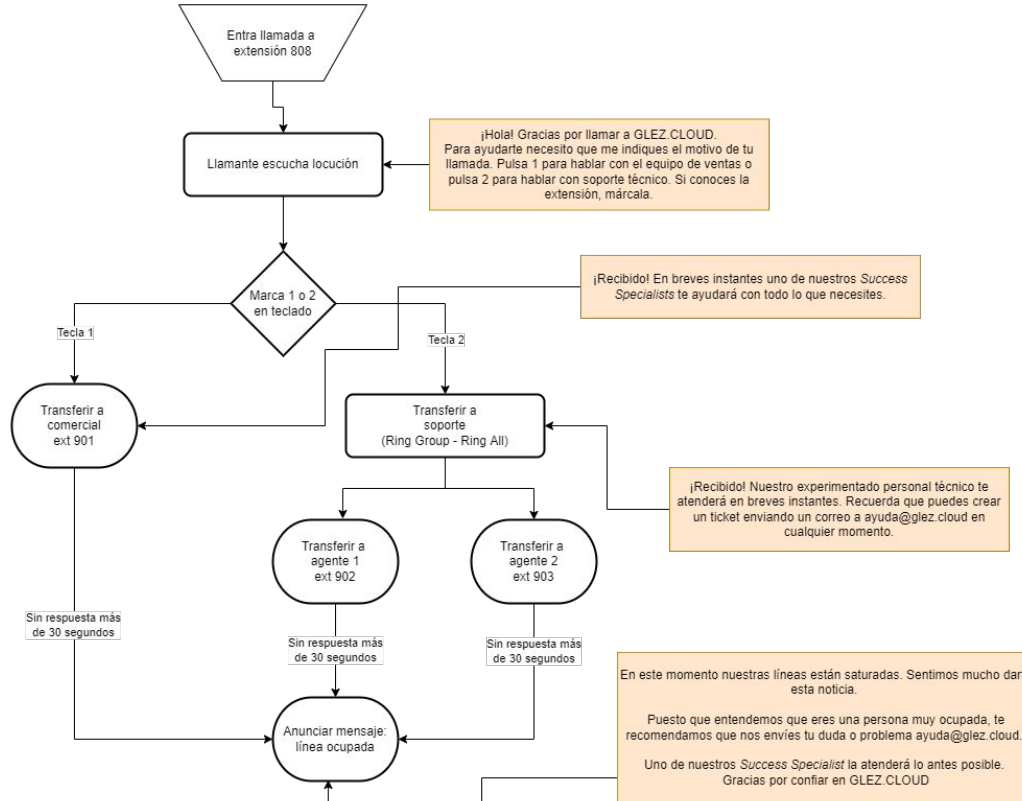 Entra llamada a
extensión 808
Llamante escucha locución
¡Hola! Gracias por llamar a GLEZ.CLOUD.
Para ayudarte necesito que me indiques el motivo de tu
llamada. Pulsa 1 para hablar con el equipo de ventas o
pulsa 2 para hablar con soporte técnico. Si conoces la
extensión, márcala.
Marca 1 o 2
en teclado
¡Recibido! En breves instantes uno de nuestros Success
Specialists te ayudará con todo lo que necesites.
Tecla 1
Tecla 2
Transferir a
comercial
ext 901
Transferir a
soporte
(Ring Group - Ring All)
¡Recibido! Nuestro experimentado personal técnico te
atenderá en breves instantes. Recuerda que puedes crear
un ticket enviando un correo a ayuda@glez.cloud en
cualquier momento.
Transferir a
agente 1
ext 902
Transferir a
agente 2
ext 903
Sin respuesta más
de 30 segundos
Sin respuesta más
de 30 segundos
Sin respuesta más
de 30 segundos
Anunciar mensaje:
línea ocupada
En este momento nuestras líneas están saturadas. Sentimos mucho dar
esta noticia.
Puesto que entendemos que eres una persona muy ocupada, te
recomendamos que nos envíes tu duda o problema ayuda@glez.cloud.
Uno de nuestros Success Specialist la atenderá lo antes posible.
Gracias por confiar en GLEZ.CLOUD